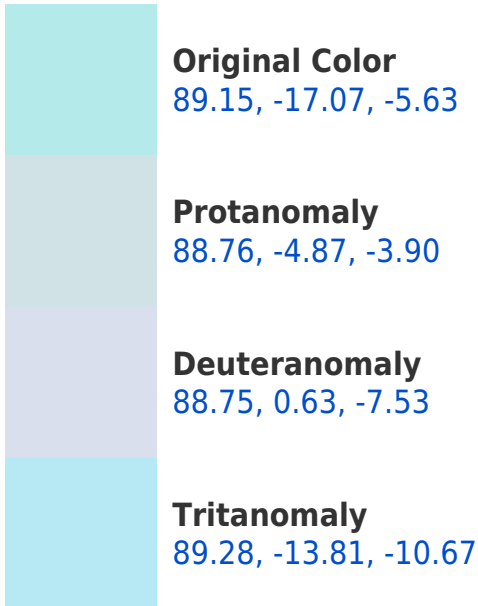 Original Color
89.15, -17.07, -5.63
Protanomaly
88.76, -4.87, -3.90
Deuteranomaly
88.75, 0.63, -7.53
Tritanomaly
89.28, -13.81, -10.67